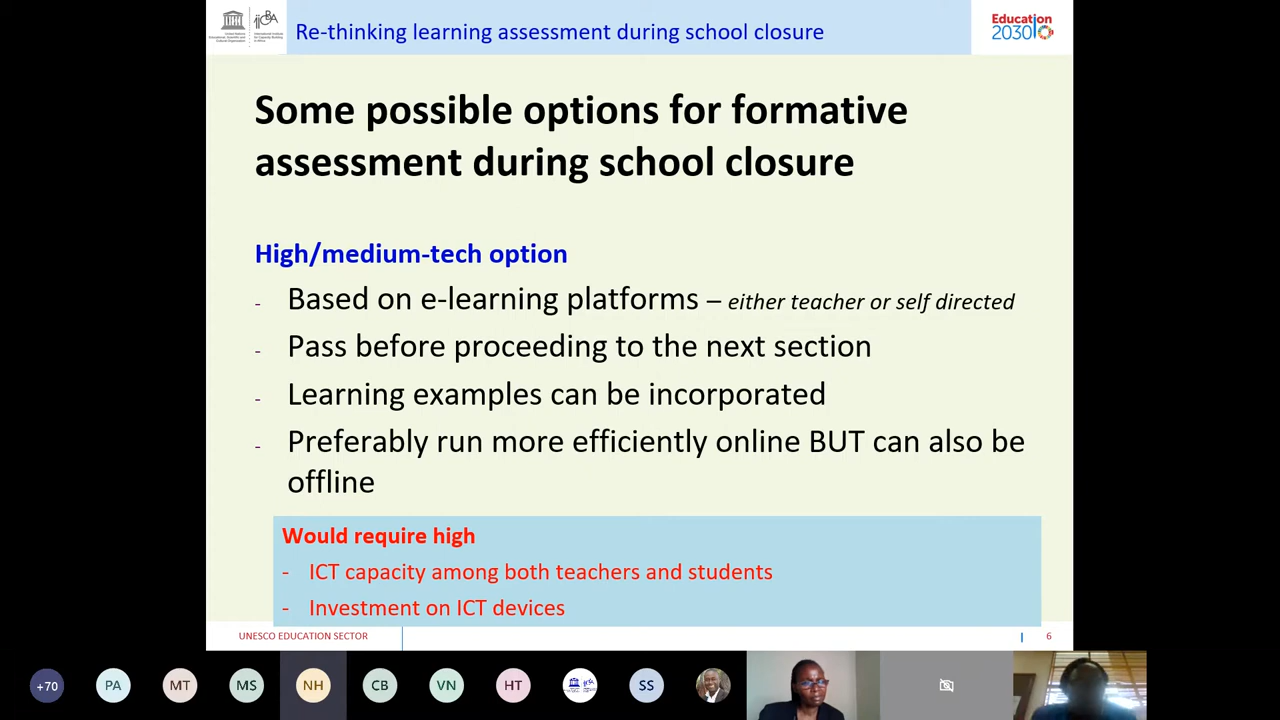 Re-thinking learning assessment during school closure
Education
2030
Some possible options for formative
assessment during school closure
High/medium-tech option
- Based on e-learning platforms – either teacher or self directed
- Pass before proceeding to the next section
- Learning examples can be incorporated
- Preferably run more efficiently online BUT can also be
offline
Would require high
- ICT capacity among both teachers and students
- Investment on ICT devices
UNESCO EDUCATION SECTOR
6
+70
PA
MT
MS
NH
CB
VN
HT
SS